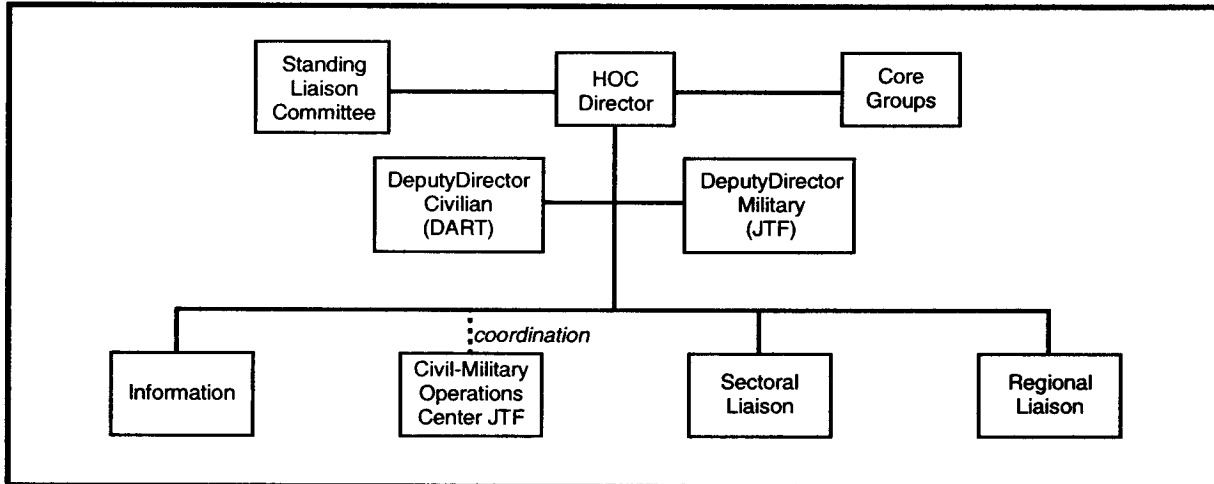 Standing
Liaison
Committee
HOC
Director
Core
Groups
DeputyDirector
Civilian
(DART)
DeputyDirector
Military
(JTF)
coordination
Information
Civil-Military
Operations
Center JTF
Sectoral
Liaison
Regional
Liaison